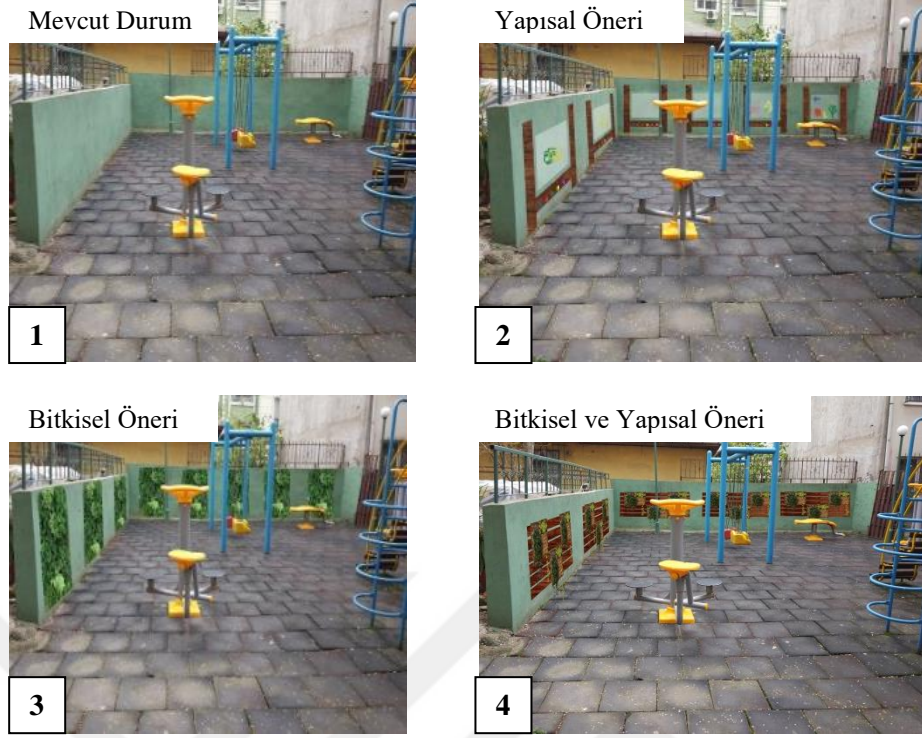 Mevcut Durum
Yapısal Öneri
1
2
Bitkisel Öneri
Bitkisel ve Yapısal Öneri
3
4